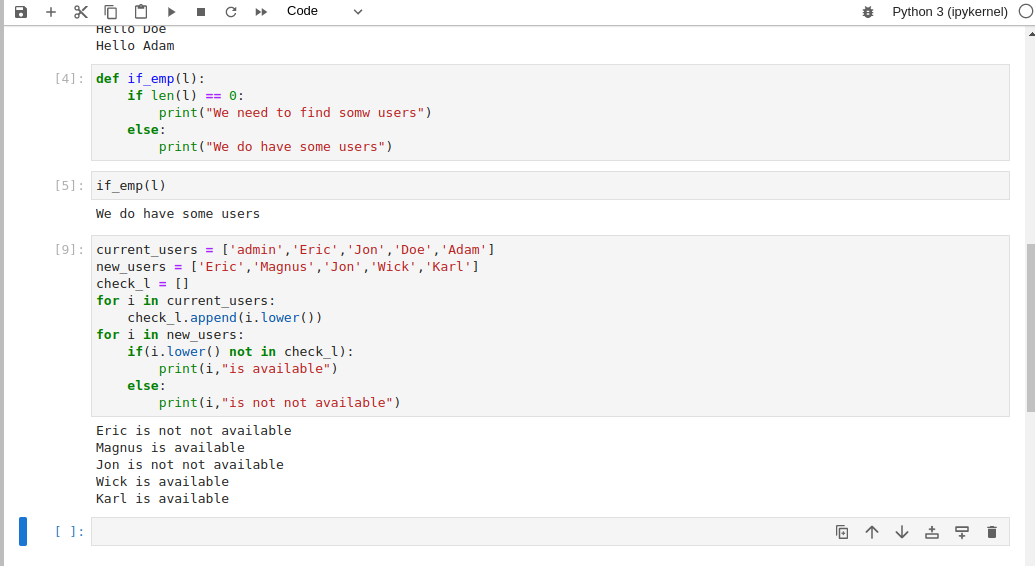 Code
Python 3 (ipykernel)
Hello Doe
Hello Adam
[4]:
def if_emp(l):
    if len(l) == 0:
        print("We need to find somw users")
    else:
        print("We do have some users")
[5]:
if_emp(l)
We do have some users
[9]:
current_users = ['admin','Eric','Jon','Doe','Adam']
new_users = ['Eric','Magnus','Jon','Wick','Karl']
check_l = []
for i in current_users:
    check_l.append(i.lower())
for i in new_users:
    if(i.lower() not in check_l):
        print(i,"is available")
    else:
        print(i,"is not not available")
Eric is not not available
Magnus is available
Jon is not not available
Wick is available
Karl is available
[ ]: